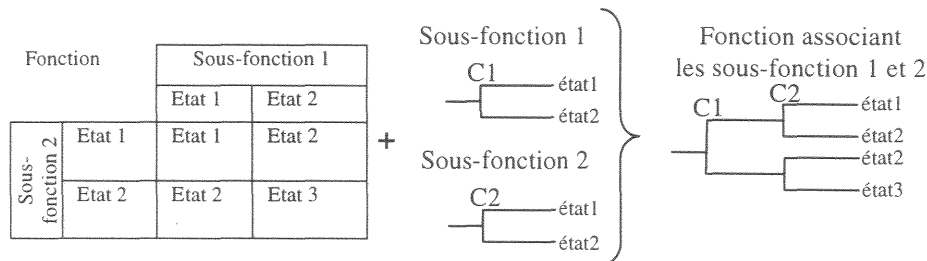 Fonction
Sous-fonction 1
Etat 1 Etat 2
Sous-
fonction 2
Etat 1 Etat 1 Etat 2
Etat 2 Etat 2 Etat 3
+
Sous-fonction 1
C1
état1
état2
Sous-fonction 2
C2
état1
état2
Fonction associant
les sous-fonction 1 et 2
C1
C2
état1
état2
état2
état3